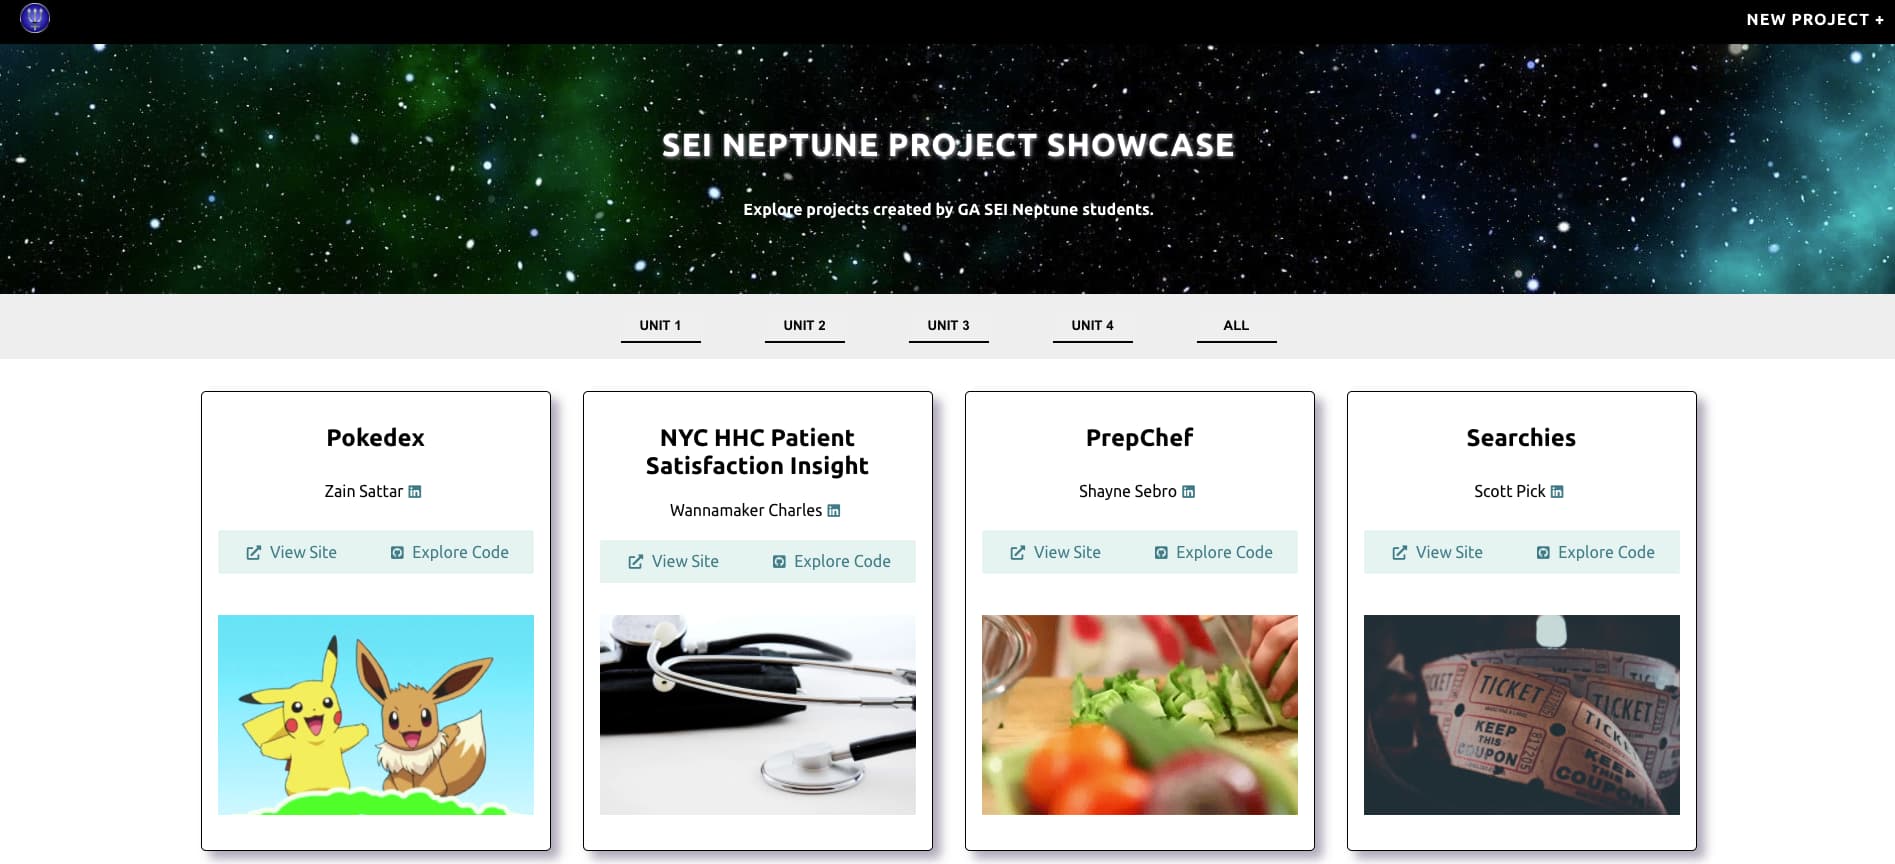 NEW PROJECT +
SEI NEPTUNE PROJECT SHOWCASE
Explore projects created by GA SEI Neptune students.
UNIT 1
UNIT 2
UNIT 3
UNIT 4
ALL
Pokedex
Zain Sattar
View Site
Explore Code
NYC HHC Patient
Satisfaction Insight
Wannamaker Charles
View Site
Explore Code
PrepChef
Shayne Sebro
View Site
Explore Code
Searchies
Scott Pick
View Site
Explore Code
TICKET
KEEP
THIS
COUPON
817205
TICKET
KEEP
THIS
COUPON